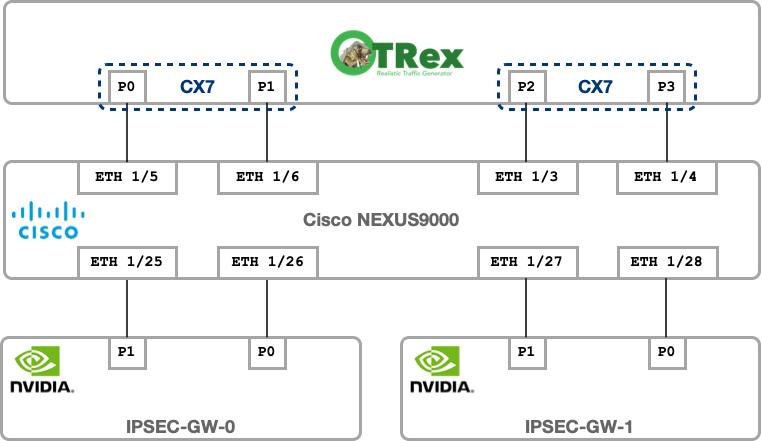 TRex
Realistic Traffic Generator
P0 CX7 P1
P2 CX7 P3
ETH 1/5 ETH 1/6 ETH 1/3 ETH 1/4
CISCO
Cisco NEXUS9000
ETH 1/25 ETH 1/26 ETH 1/27 ETH 1/28
P1 P0
NVIDIA.
IPSEC-GW-0
P1 P0
NVIDIA.
IPSEC-GW-1